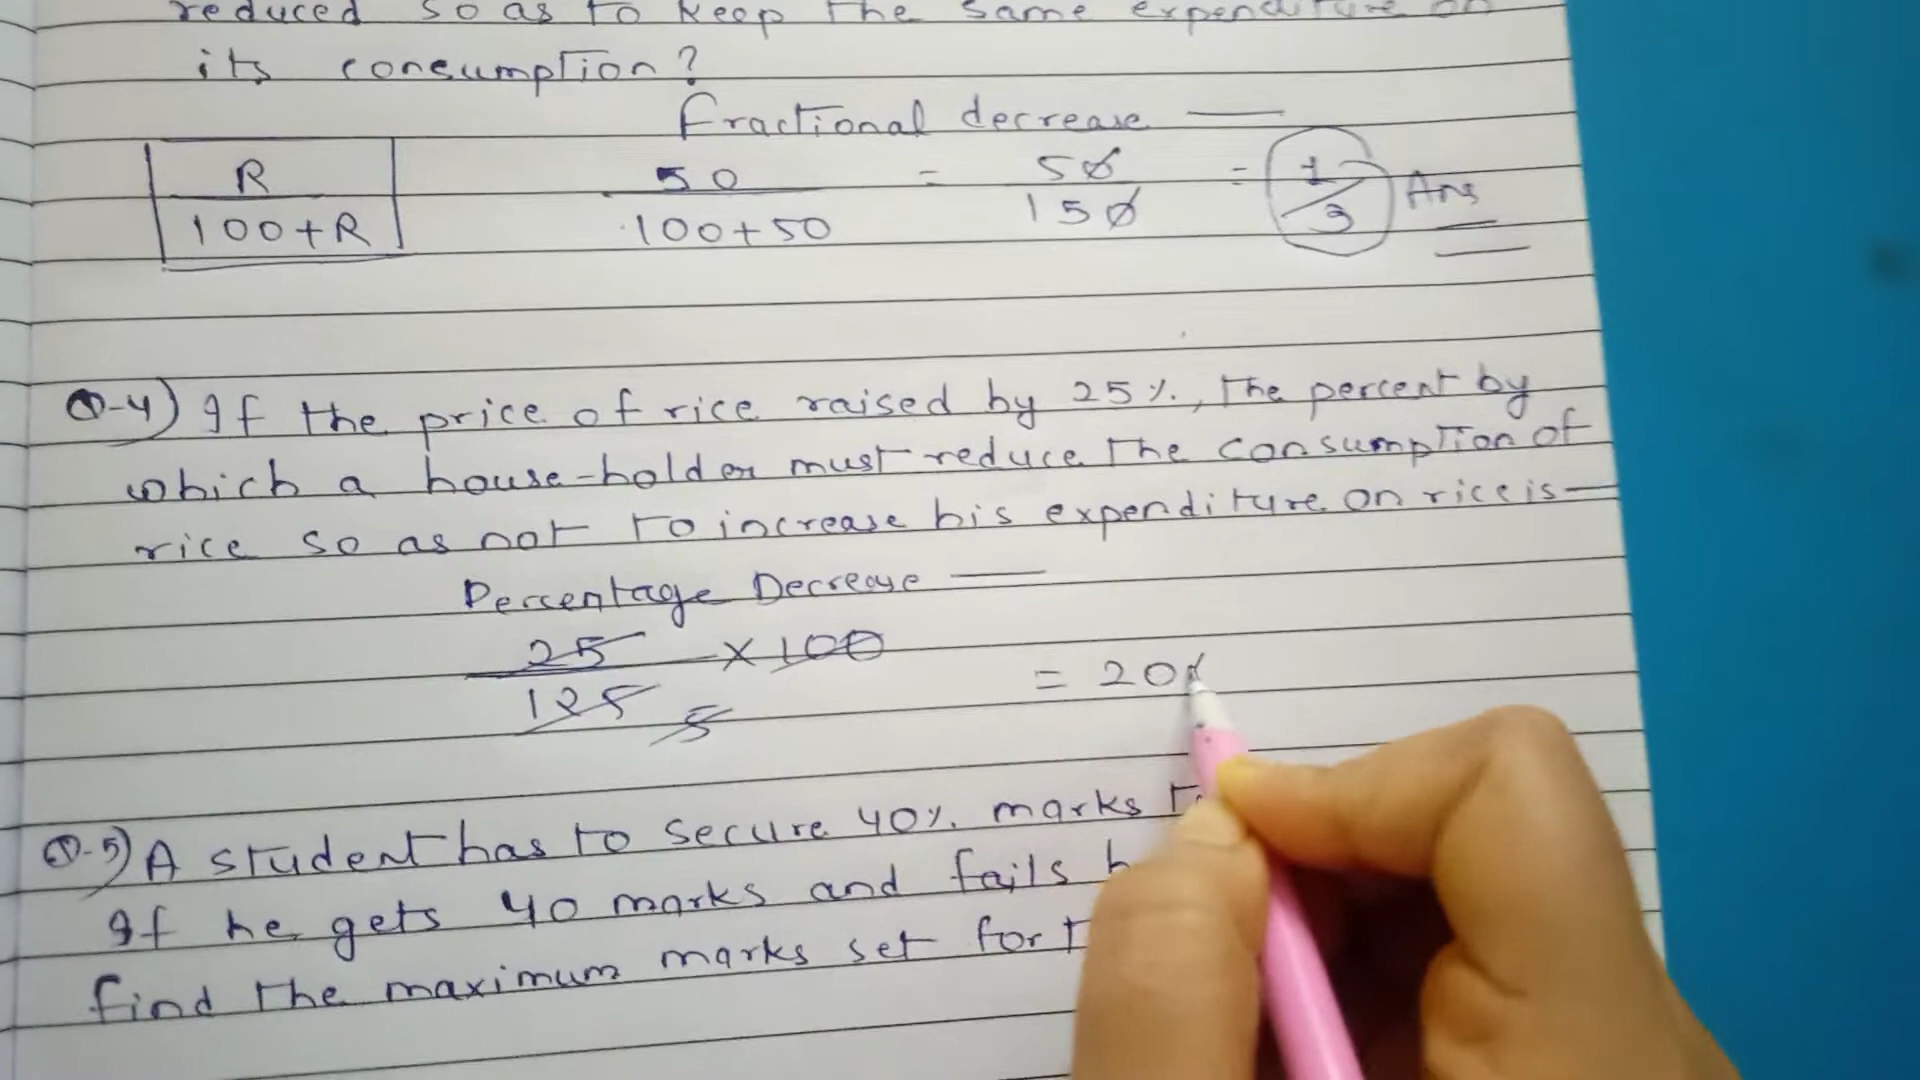 reduced so as to keep the same expenditure on
its consumption?
Fractional decrease —
R / 100+R
50 / 100+50 = 50 / 150 = 1/3 Ans
Q-4) If the price of rice raised by 25%, the percent by
which a house-holder must reduce the consumption of
rice so as not to increase his expenditure on rice is—
Percentage Decrease —
25 / 125 5 × 100 = 20
Q-5) A student has to secure 40% marks
If he gets 40 marks and fails
find the maximum marks set for